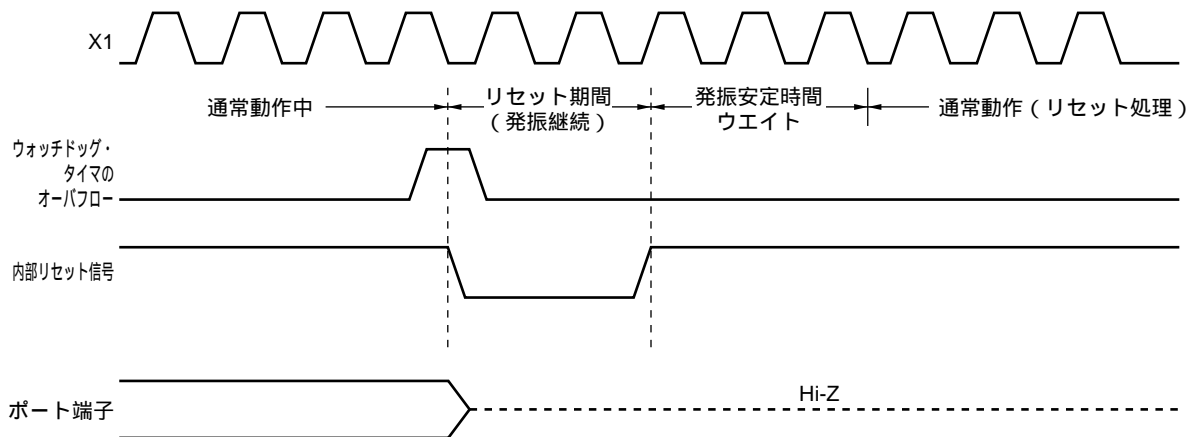 X1
通常動作中
リセット期間
(発振継続)
発振安定時間
ウエイト
通常動作(リセット処理)
ウォッチドッグ・
タイマの
オーバフロー
内部リセット信号
ポート端子
Hi-Z